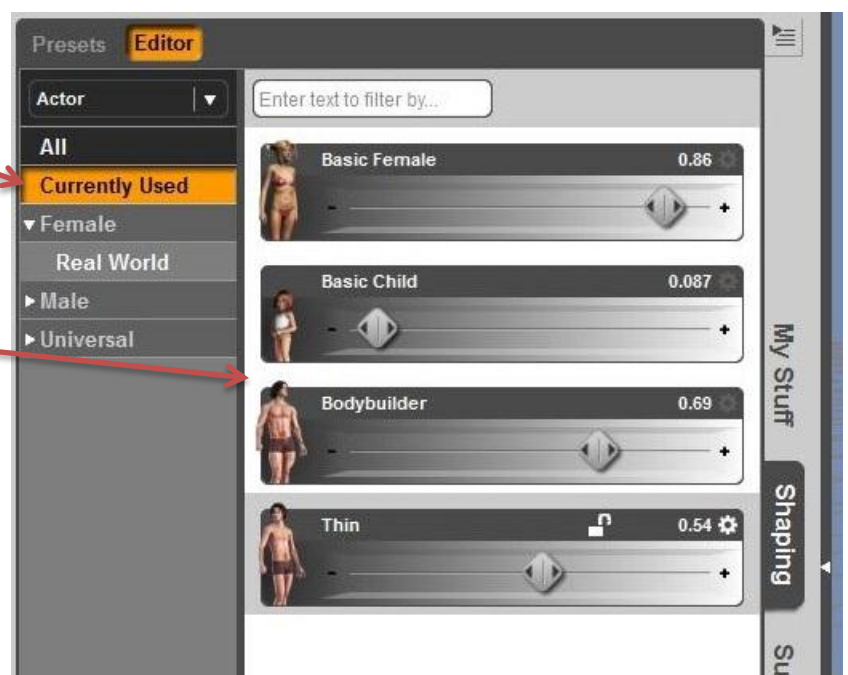 Presets Editor
Actor
Enter text to filter by...
All
Currently Used
Female
Real World
Male
Universal
Basic Female 0.86
- +
Basic Child 0.087
- +
Bodybuilder 0.69
- +
Thin 0.54
- +
My Stuff
Shaping
Su